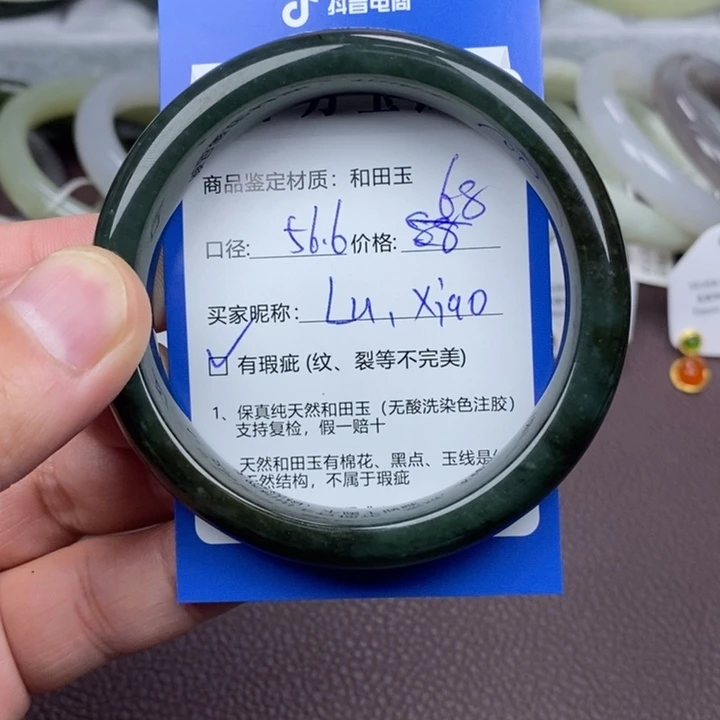 抖音电商
商品鉴定材质：和田玉
68
口径: 56.6 价格: 88
买家昵称: Lu, Xiao
☑ 有瑕疵 (纹、裂等不完美)
1、保真纯天然和田玉（无酸洗染色注胶）
支持复检，假一赔十
天然和田玉有棉花、黑点、玉线是
天然结构，不属于瑕疵